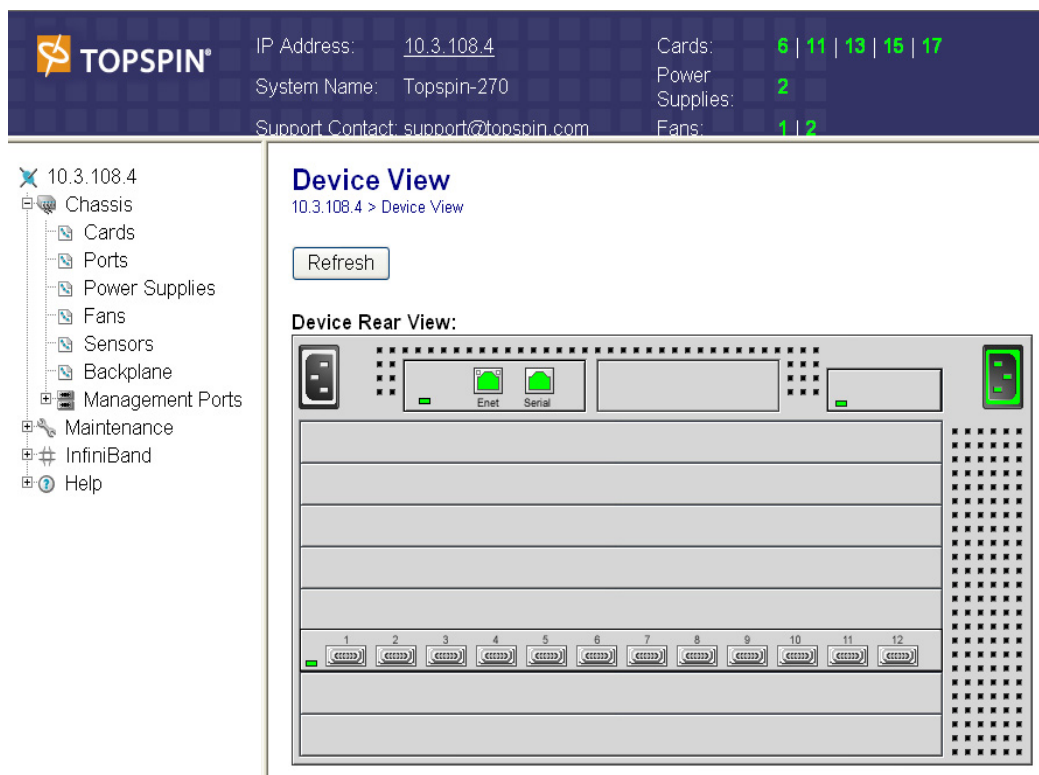 TOPSPIN®
IP Address: 10.3.108.4
System Name: Topspin-270
Support Contact: support@topspin.com
Cards: 6 | 11 | 13 | 15 | 17
Power Supplies: 2
Fans: 1 | 2
10.3.108.4
Chassis
Cards
Ports
Power Supplies
Fans
Sensors
Backplane
Management Ports
Maintenance
InfiniBand
Help
Device View
10.3.108.4 > Device View
Refresh
Device Rear View:
Enet Serial
1 2 3 4 5 6 7 8 9 10 11 12